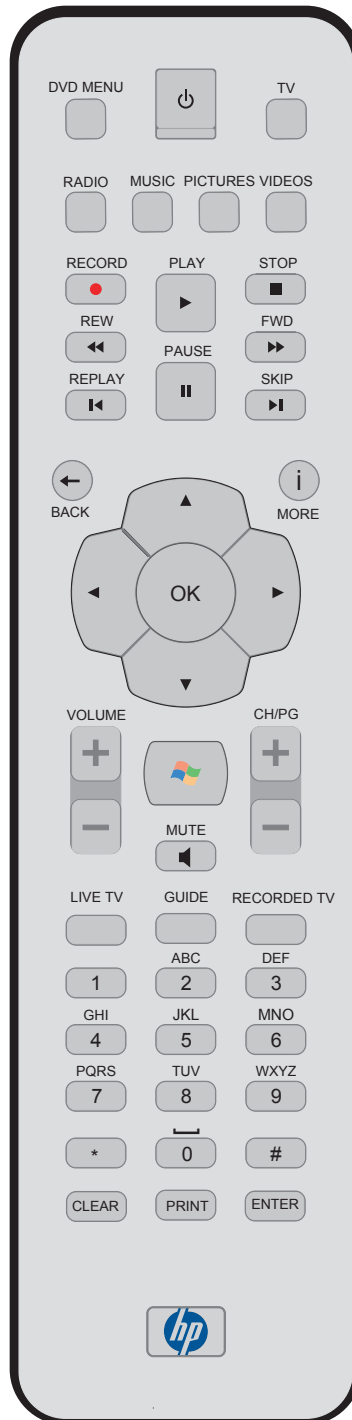 DVD MENU TV
RADIO MUSIC PICTURES VIDEOS
RECORD PLAY STOP
REW FWD
PAUSE
REPLAY SKIP
i
BACK MORE
OK
VOLUME CH/PG
+ +
− −
MUTE
LIVE TV GUIDE RECORDED TV
ABC DEF
1 2 3
GHI JKL MNO
4 5 6
PQRS TUV WXYZ
7 8 9
* 0 #
CLEAR PRINT ENTER
hp